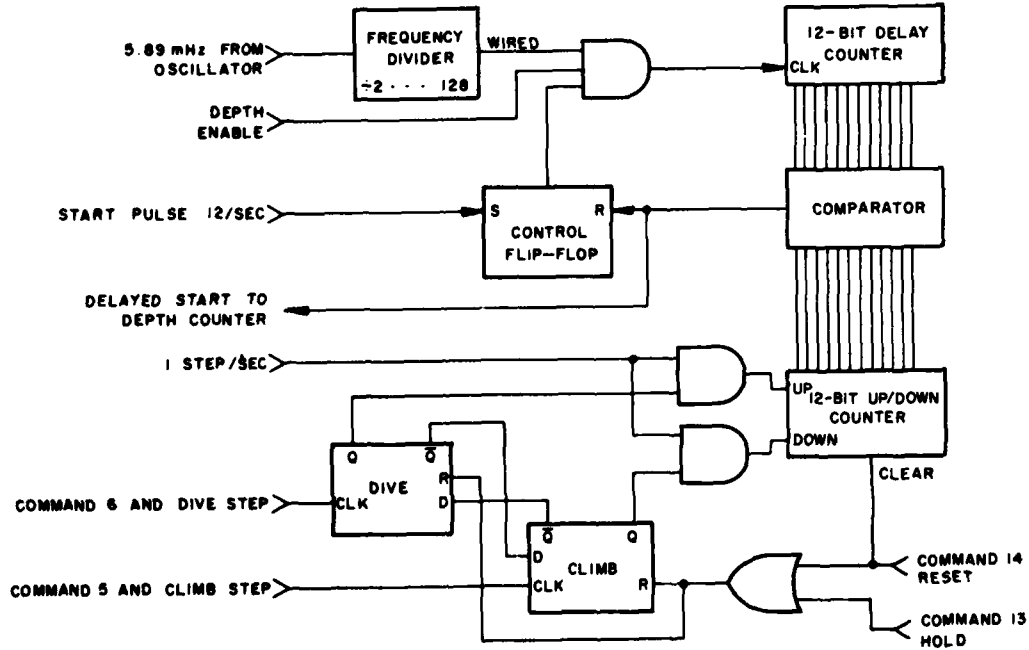 5.89 mHz FROM
OSCILLATOR
FREQUENCY
DIVIDER
÷2 · · · 128
WIRED
12-BIT DELAY
COUNTER
CLK
DEPTH
ENABLE
START PULSE 12/SEC
S
R
CONTROL
FLIP-FLOP
COMPARATOR
DELAYED START TO
DEPTH COUNTER
1 STEP/SEC
UP
12-BIT UP/DOWN
COUNTER
DOWN
CLEAR
Q
Q̅
R
DIVE
CLK
D
COMMAND 6 AND DIVE STEP
Q̅
Q
D
CLIMB
CLK
R
COMMAND 5 AND CLIMB STEP
COMMAND 14
RESET
COMMAND 13
HOLD